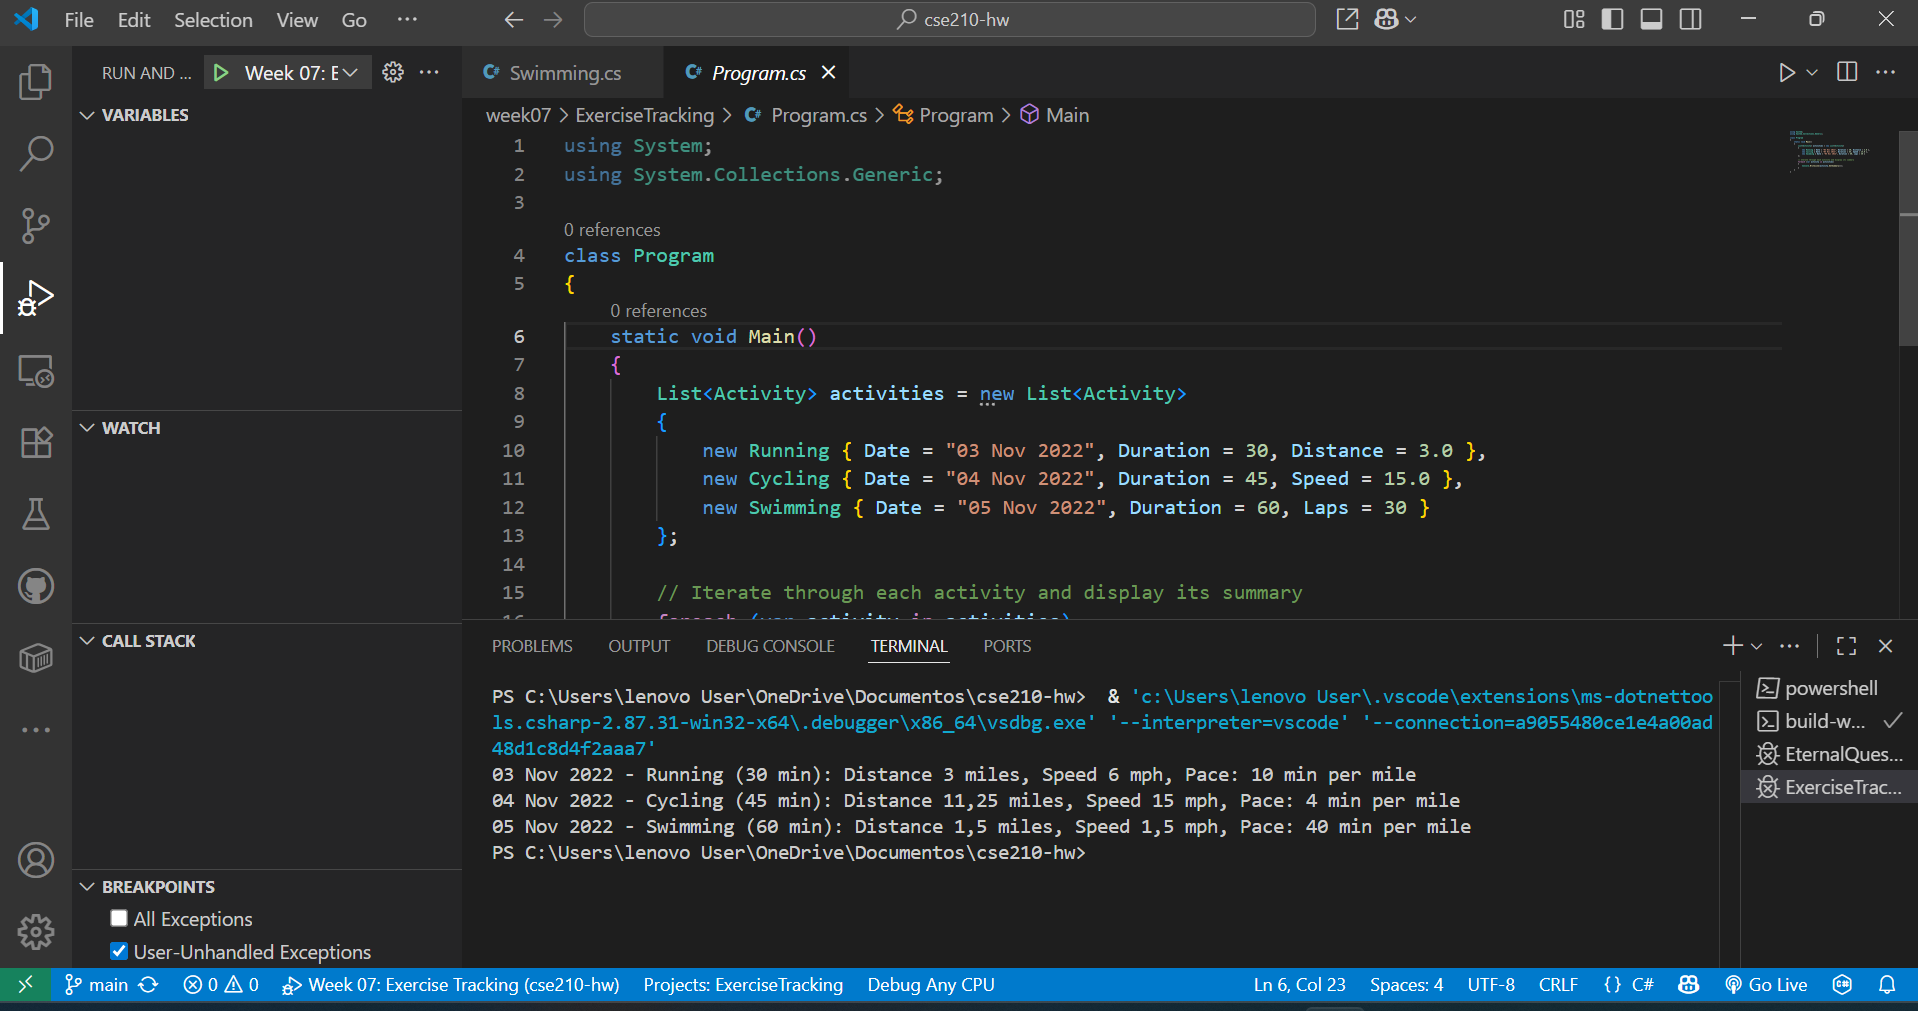 File Edit Selection View Go ···
cse210-hw
RUN AND ... Week 07: E
Swimming.cs
Program.cs
week07 > ExerciseTracking > Program.cs > Program > Main
VARIABLES
WATCH
CALL STACK
BREAKPOINTS
All Exceptions
User-Unhandled Exceptions
1 using System;
2 using System.Collections.Generic;
3
0 references
4 class Program
5 {
0 references
6 static void Main()
7 {
8 List<Activity> activities = new List<Activity>
9 {
10 new Running { Date = "03 Nov 2022", Duration = 30, Distance = 3.0 },
11 new Cycling { Date = "04 Nov 2022", Duration = 45, Speed = 15.0 },
12 new Swimming { Date = "05 Nov 2022", Duration = 60, Laps = 30 }
13 };
14
15 // Iterate through each activity and display its summary
16 foreach (var activity in activities)
PROBLEMS OUTPUT DEBUG CONSOLE TERMINAL PORTS
PS C:\Users\lenovo User\OneDrive\Documentos\cse210-hw> & 'c:\Users\lenovo User\.vscode\extensions\ms-dotnettoo
ls.csharp-2.87.31-win32-x64\.debugger\x86_64\vsdbg.exe' '--interpreter=vscode' '--connection=a9055480ce1e4a00ad
48d1c8d4f2aaa7'
03 Nov 2022 - Running (30 min): Distance 3 miles, Speed 6 mph, Pace: 10 min per mile
04 Nov 2022 - Cycling (45 min): Distance 11,25 miles, Speed 15 mph, Pace: 4 min per mile
05 Nov 2022 - Swimming (60 min): Distance 1,5 miles, Speed 1,5 mph, Pace: 40 min per mile
PS C:\Users\lenovo User\OneDrive\Documentos\cse210-hw>
powershell
build-w...
EternalQues...
ExerciseTrac...
main 0 0 Week 07: Exercise Tracking (cse210-hw) Projects: ExerciseTracking Debug Any CPU Ln 6, Col 23 Spaces: 4 UTF-8 CRLF {} C# Go Live